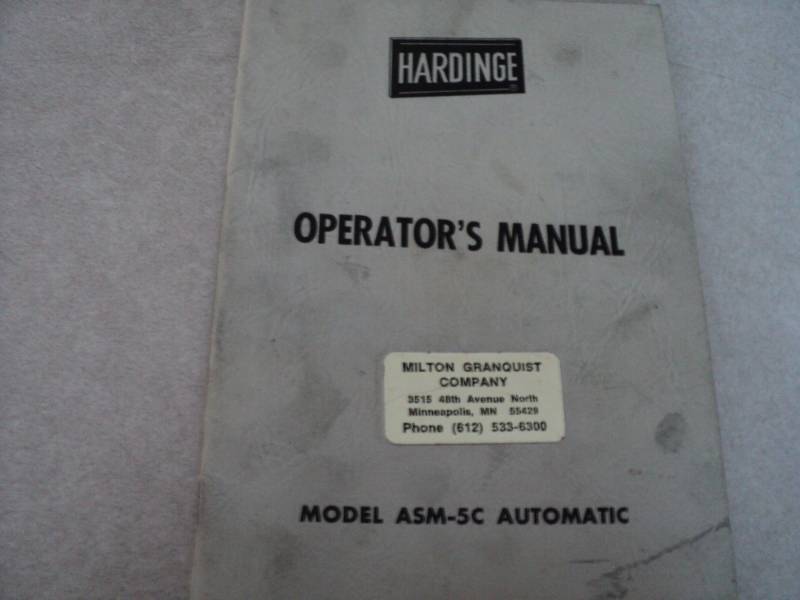 HARDINGE
®
OPERATOR'S MANUAL
MILTON GRANQUIST
COMPANY
3515 48th Avenue North
Minneapolis, MN 55429
Phone (612) 533-6300
MODEL ASM-5C AUTOMATIC